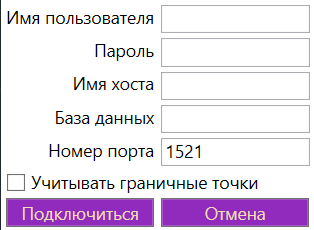 Имя пользователя
Пароль
Имя хоста
База данных
Номер порта 1521
Учитывать граничные точки
Подключиться Отмена